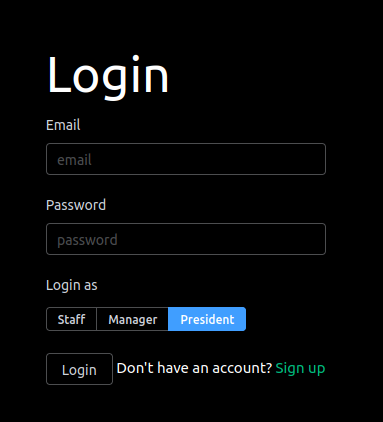 Login
Email
email
Password
password
Login as
Staff Manager President
Login Don't have an account? Sign up